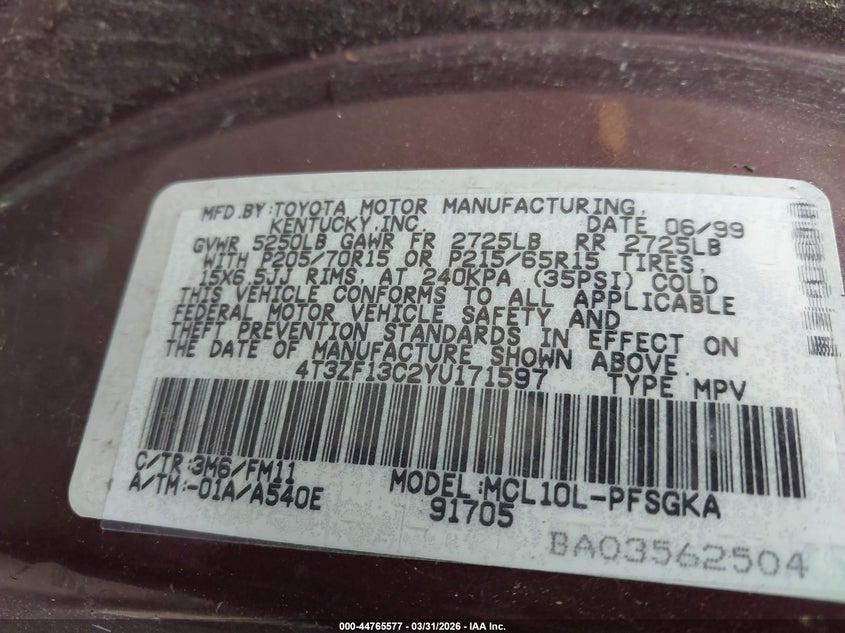 MFD.BY:TOYOTA MOTOR MANUFACTURING,
KENTUCKY,INC. DATE 06/99
GVWR 5250LB GAWR FR 2725LB RR 2725LB
WITH P205/70R15 OR P215/65R15 TIRES,
15X6.5JJ RIMS, AT 240KPA (35PSI) COLD
THIS VEHICLE CONFORMS TO ALL APPLICABLE
FEDERAL MOTOR VEHICLE SAFETY AND
THEFT PREVENTION STANDARDS IN EFFECT ON
THE DATE OF MANUFACTURE SHOWN ABOVE.
4T3ZF13C2YU171597 TYPE MPV
C/TR:3M6/FM11
A/TM:-01A/A540E MODEL:MCL10L-PFSGKA
91705
BA03562504
000-44765577 - 03/31/2026 - IAA Inc.